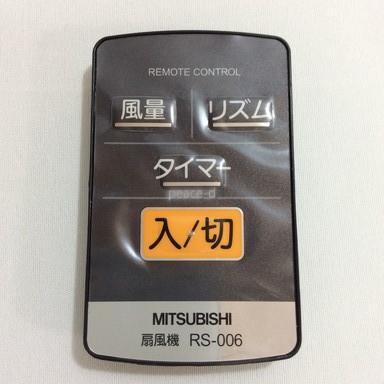 REMOTE CONTROL
風量 リズム
タイマー
peace-d
入/切
MITSUBISHI
扇風機 RS-006